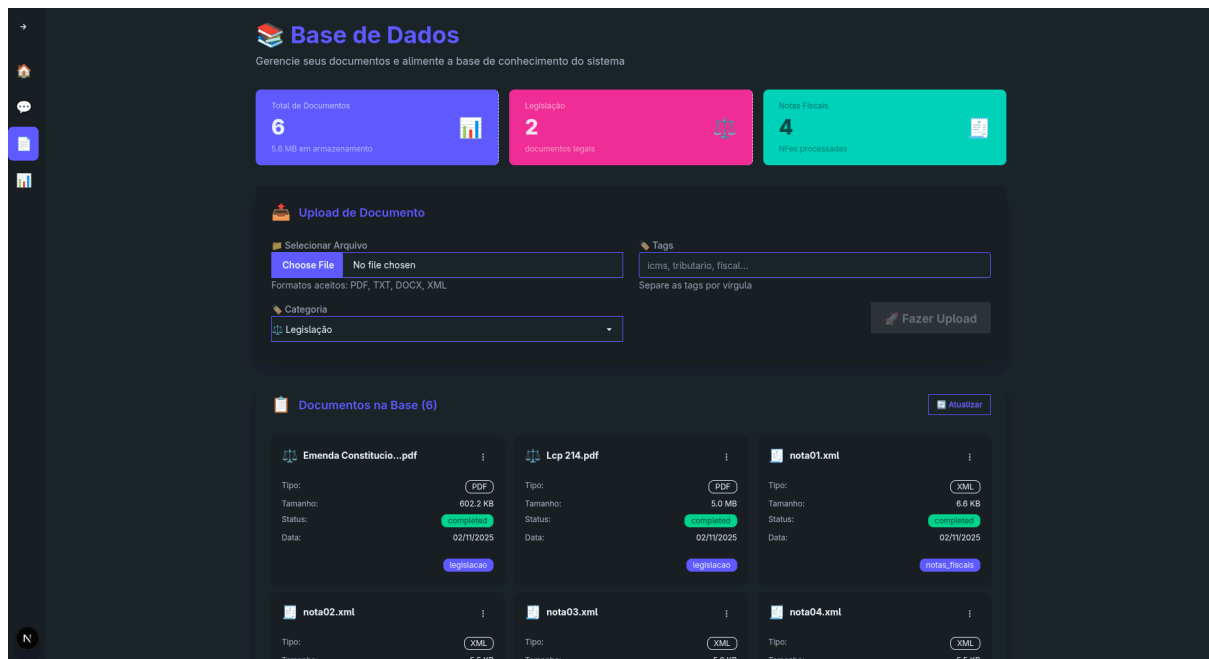 Base de Dados
Gerencie seus documentos e alimente a base de conhecimento do sistema
Total de Documentos
6
5.6 MB em armazenamento
Legislação
2
documentos legais
Notas Fiscais
4
NFes processadas
Upload de Documento
Selecionar Arquivo
Choose File No file chosen
Formatos aceitos: PDF, TXT, DOCX, XML
Tags
icms, tributario, fiscal...
Separe as tags por vírgula
Categoria
Legislação
Fazer Upload
Documentos na Base (6)
Atualizar
Emenda Constitucio...pdf
Tipo: PDF
Tamanho: 602.2 KB
Status: completed
Data: 02/11/2025
legislacao
Lcp 214.pdf
Tipo: PDF
Tamanho: 5.0 MB
Status: completed
Data: 02/11/2025
legislacao
nota01.xml
Tipo: XML
Tamanho: 6.6 KB
Status: completed
Data: 02/11/2025
notas_fiscais
nota02.xml
Tipo: XML
nota03.xml
Tipo: XML
nota04.xml
Tipo: XML
N